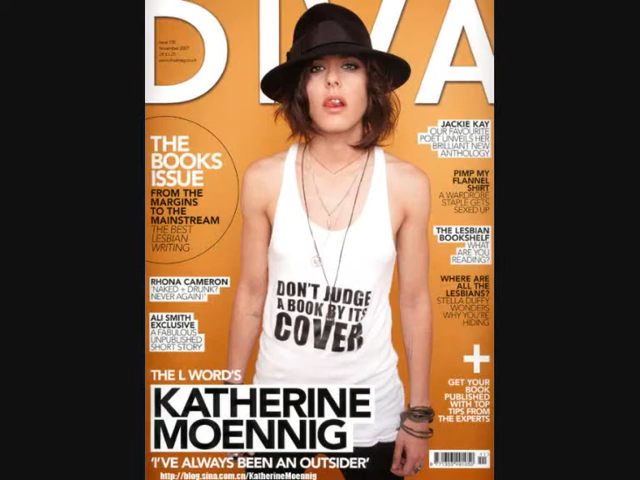 DIVA
THE
BOOKS
ISSUE
FROM THE
MARGINS
TO THE
MAINSTREAM
THE BEST
LESBIAN
WRITING
RHONA CAMERON
'NAKED + DRUNK?
NEVER AGAIN!'
ALI SMITH
EXCLUSIVE
A FABULOUS
UNPUBLISHED
SHORT STORY
THE L WORD'S
KATHERINE
MOENNIG
'I'VE ALWAYS BEEN AN OUTSIDER'
http://blog.sina.com.cn/KatherineMoennig
DON'T JUDGE
A BOOK BY ITS
COVER
JACKIE KAY
OUR FAVOURITE
POET UNVEILS HER
BRILLIANT NEW
ANTHOLOGY
PIMP MY
FLANNEL
SHIRT
A WARDROBE
STAPLE GETS
SEXED UP
THE LESBIAN
BOOKSHELF
WHAT
ARE YOU
READING?
WHERE ARE
ALL THE
LESBIANS?
STELLA DUFFY
WONDERS
WHY YOU'RE
HIDING
+
GET YOUR
BOOK
PUBLISHED
WITH TOP
TIPS FROM
THE EXPERTS